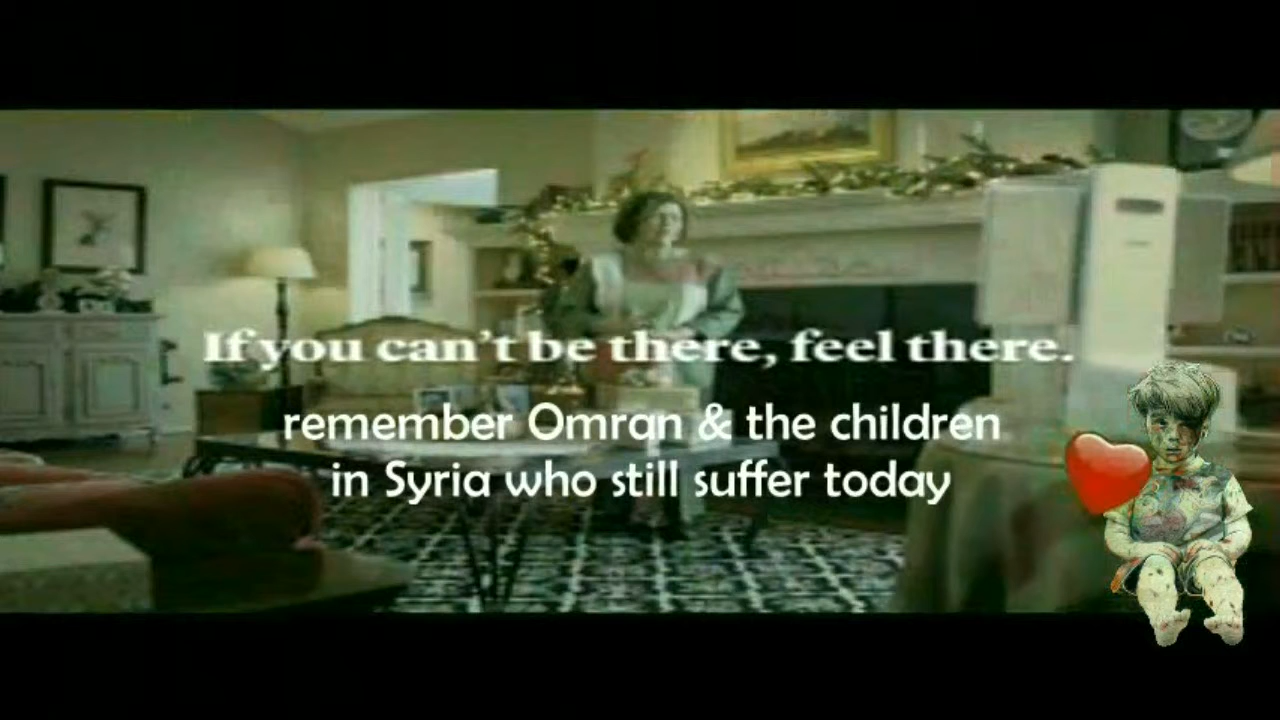 If you can't be there, feel there.
remember Omran & the children
in Syria who still suffer today